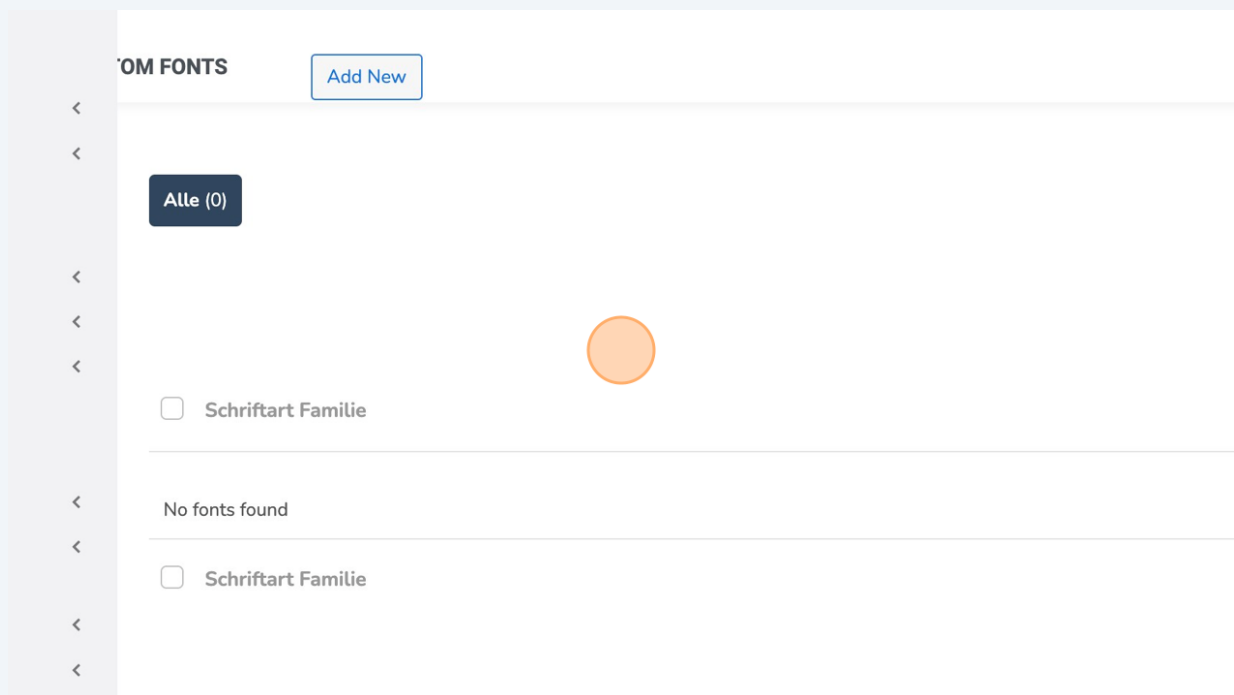 TOM FONTS
Add New
Alle (0)
Schriftart Familie
No fonts found
Schriftart Familie